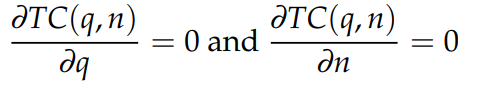 ∂TC(q, n)/∂q = 0 and ∂TC(q, n)/∂n = 0